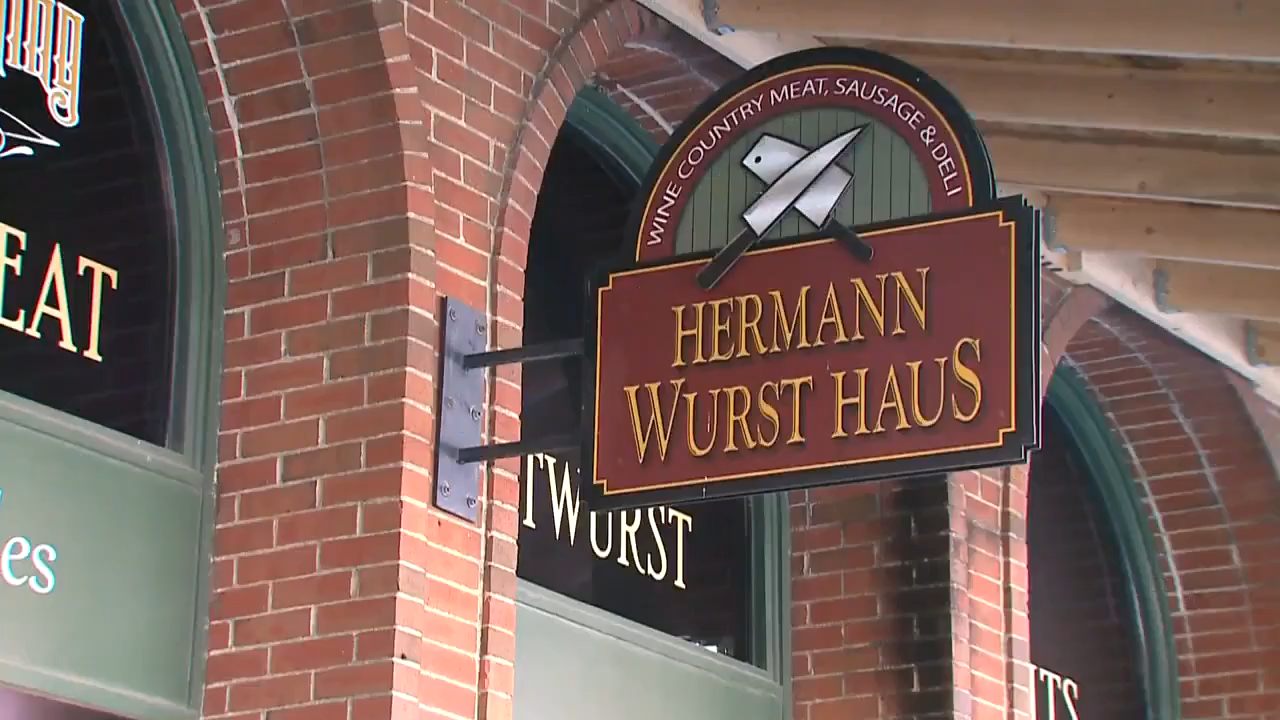 WINE COUNTRY MEAT, SAUSAGE & DELI
HERMANN
WURST HAUS
EAT
TWURST
es
ITS